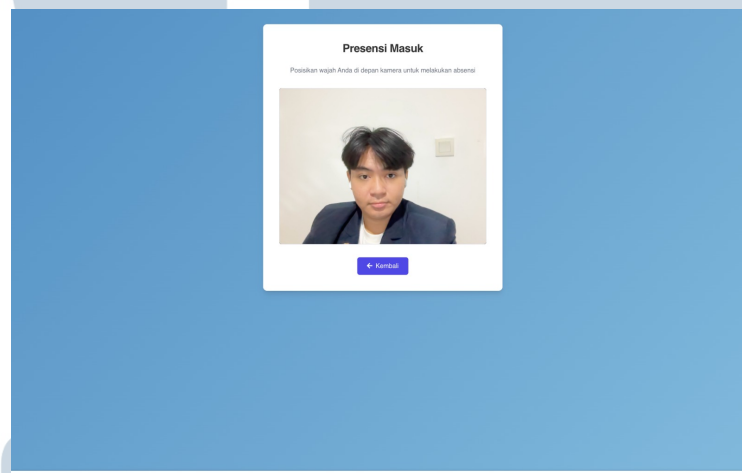 Presensi Masuk
Posisikan wajah Anda di depan kamera untuk melakukan absensi
← Kembali